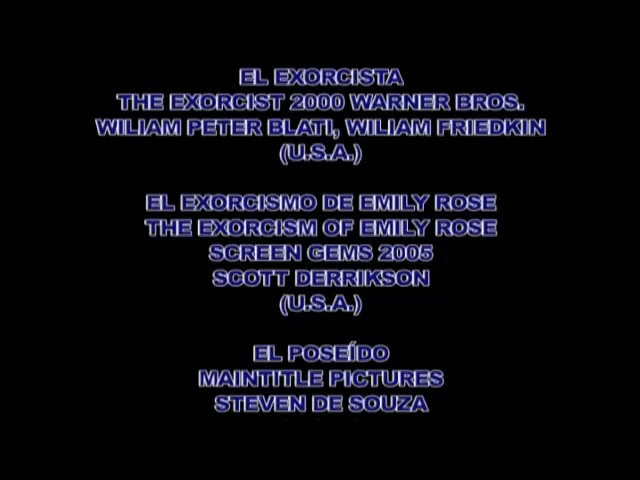 EL EXORCISTA
THE EXORCIST 2000 WARNER BROS.
WILIAM PETER BLATI, WILIAM FRIEDKIN
(U.S.A.)
EL EXORCISMO DE EMILY ROSE
THE EXORCISM OF EMILY ROSE
SCREEN GEMS 2005
SCOTT DERRIKSON
(U.S.A.)
EL POSEÍDO
MAINTITLE PICTURES
STEVEN DE SOUZA